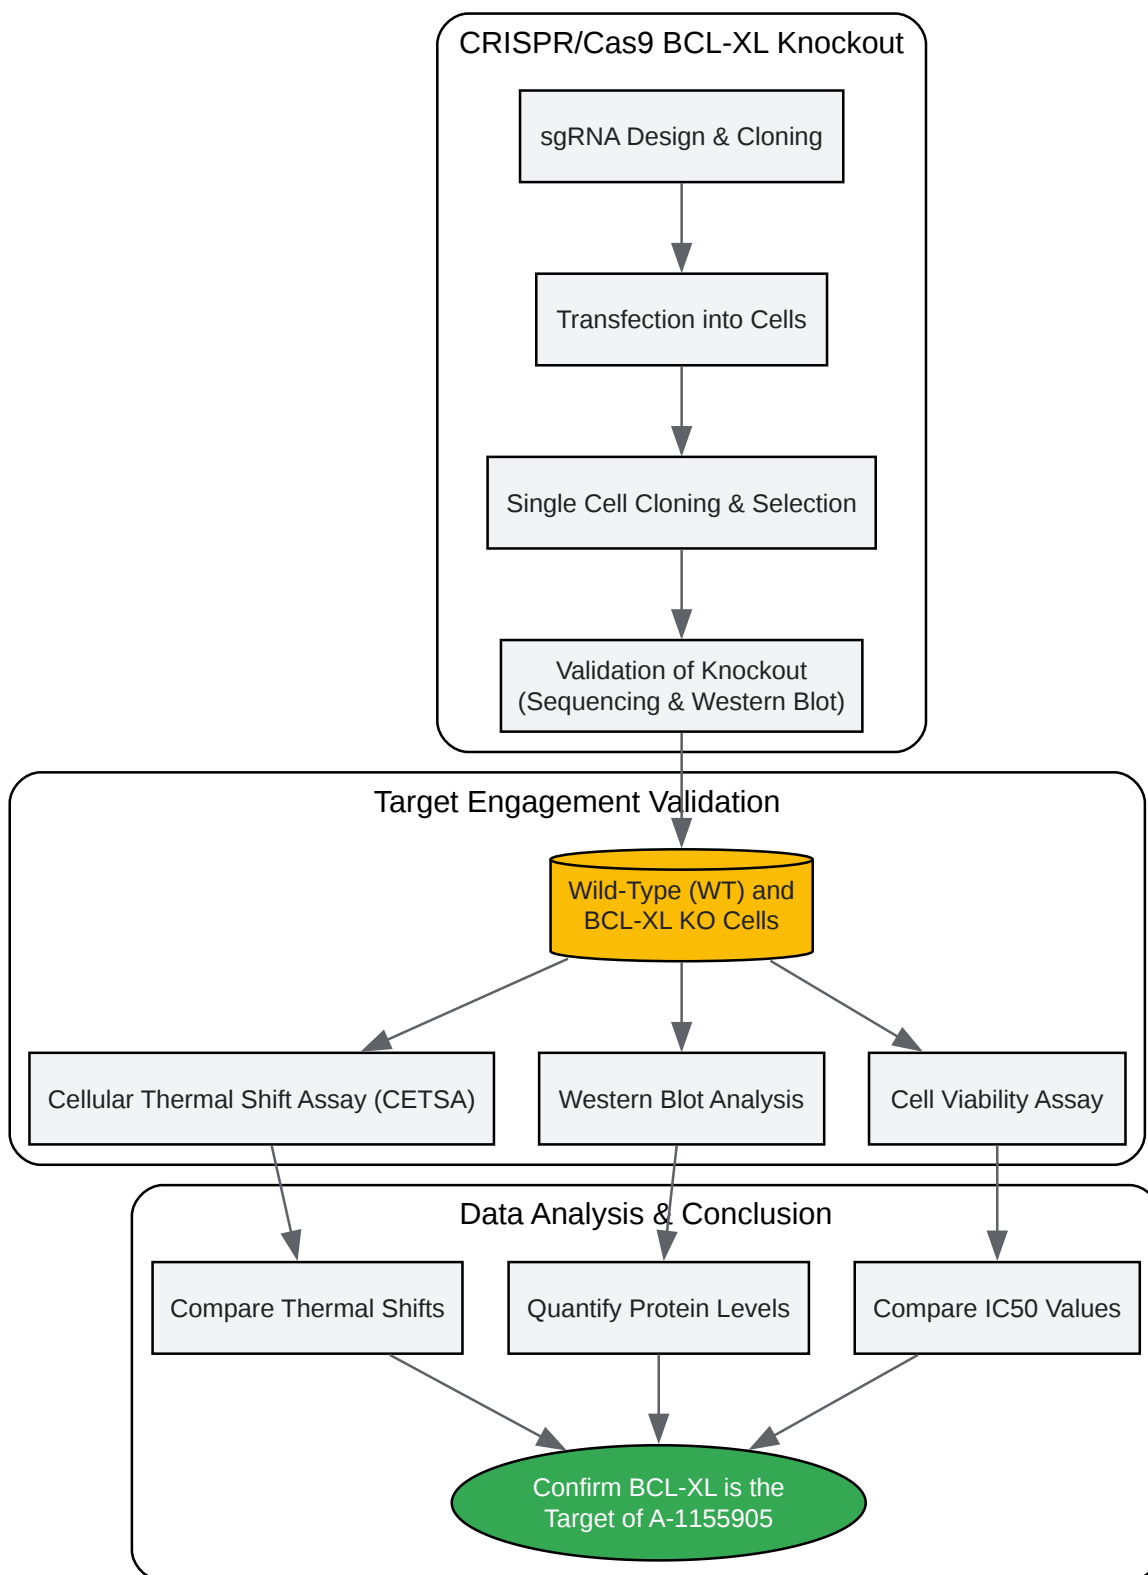 CRISPR/Cas9 BCL-XL Knockout
sgRNA Design & Cloning
Transfection into Cells
Single Cell Cloning & Selection
Validation of Knockout
(Sequencing & Western Blot)
Target Engagement Validation
Wild-Type (WT) and
BCL-XL KO Cells
Cellular Thermal Shift Assay (CETSA)
Western Blot Analysis
Cell Viability Assay
Data Analysis & Conclusion
Compare Thermal Shifts
Quantify Protein Levels
Compare IC50 Values
Confirm BCL-XL is the
Target of A-1155905